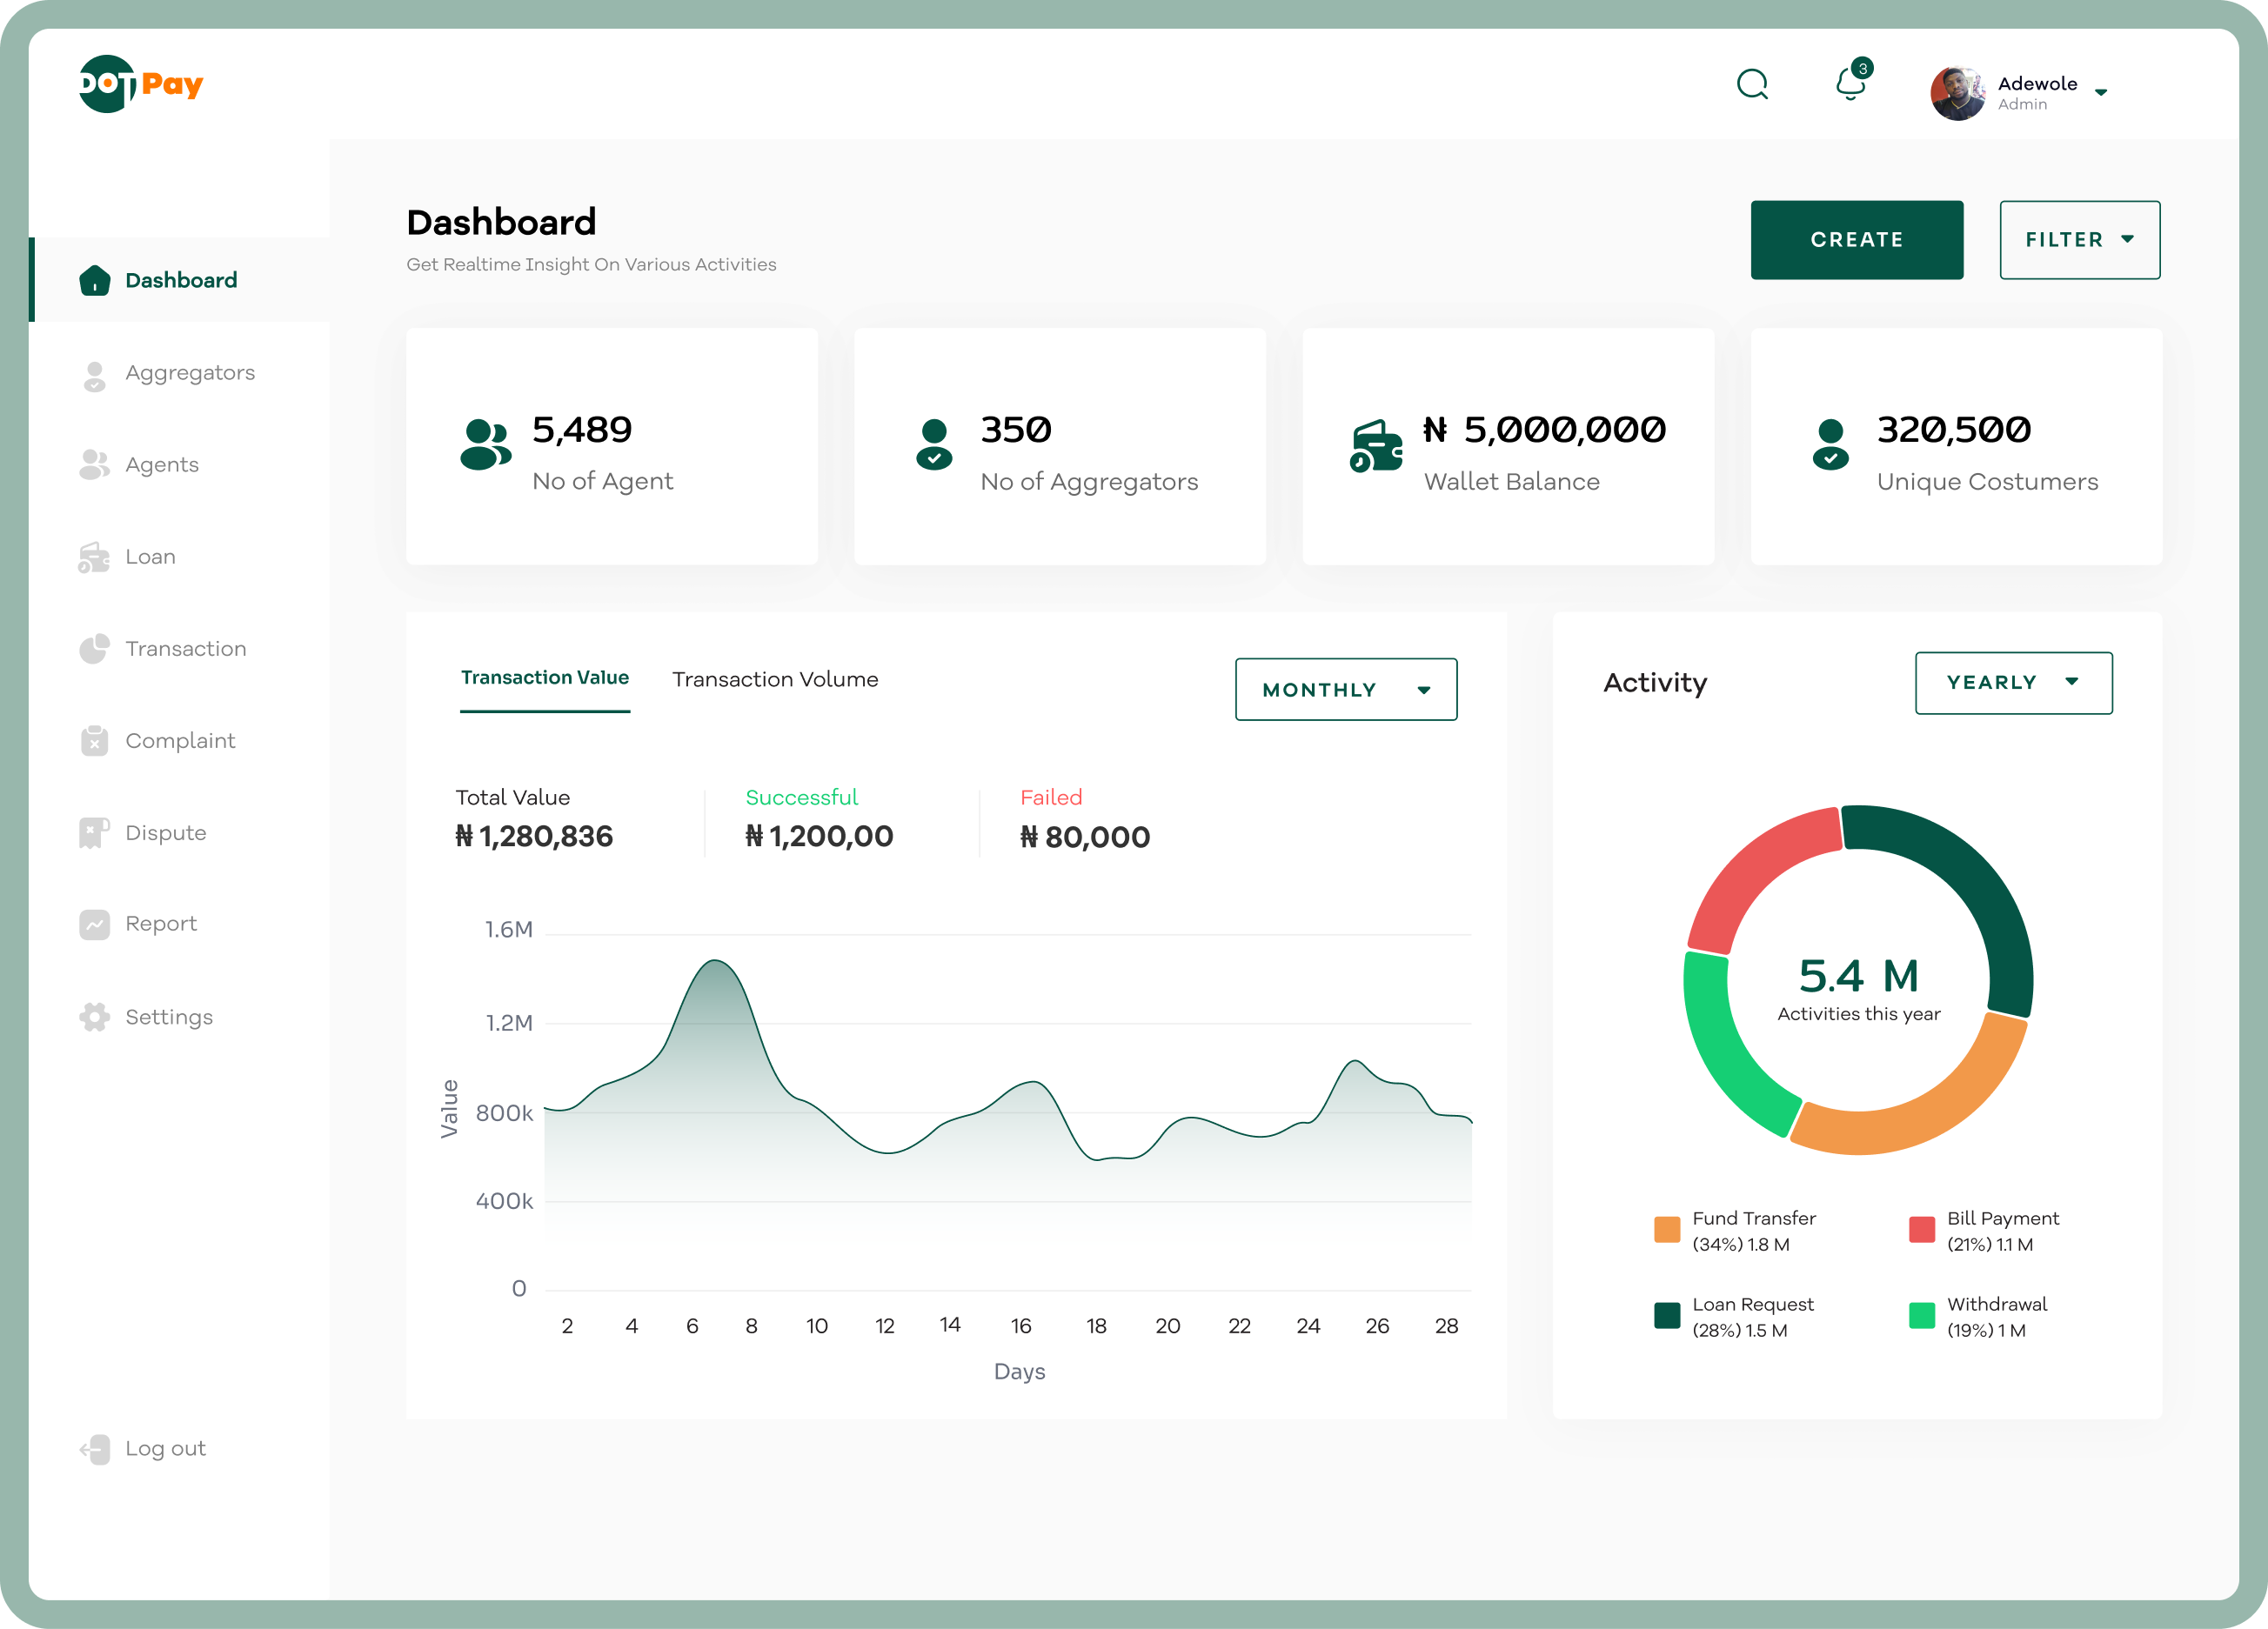 DOT Pay
3
Adewole
Admin
Dashboard
Get Realtime Insight On Various Activities
CREATE
FILTER
Dashboard
Aggregators
Agents
Loan
Transaction
Complaint
Dispute
Report
Settings
Log out
5,489
No of Agent
350
No of Aggregators
₦ 5,000,000
Wallet Balance
320,500
Unique Costumers
Transaction Value
Transaction Volume
MONTHLY
Total Value
₦ 1,280,836
Successful
₦ 1,200,00
Failed
₦ 80,000
1.6M
1.2M
800k
400k
0
Value
2 4 6 8 10 12 14 16 18 20 22 24 26 28
Days
Activity
YEARLY
5.4 M
Activities this year
Fund Transfer
(34%) 1.8 M
Bill Payment
(21%) 1.1 M
Loan Request
(28%) 1.5 M
Withdrawal
(19%) 1 M